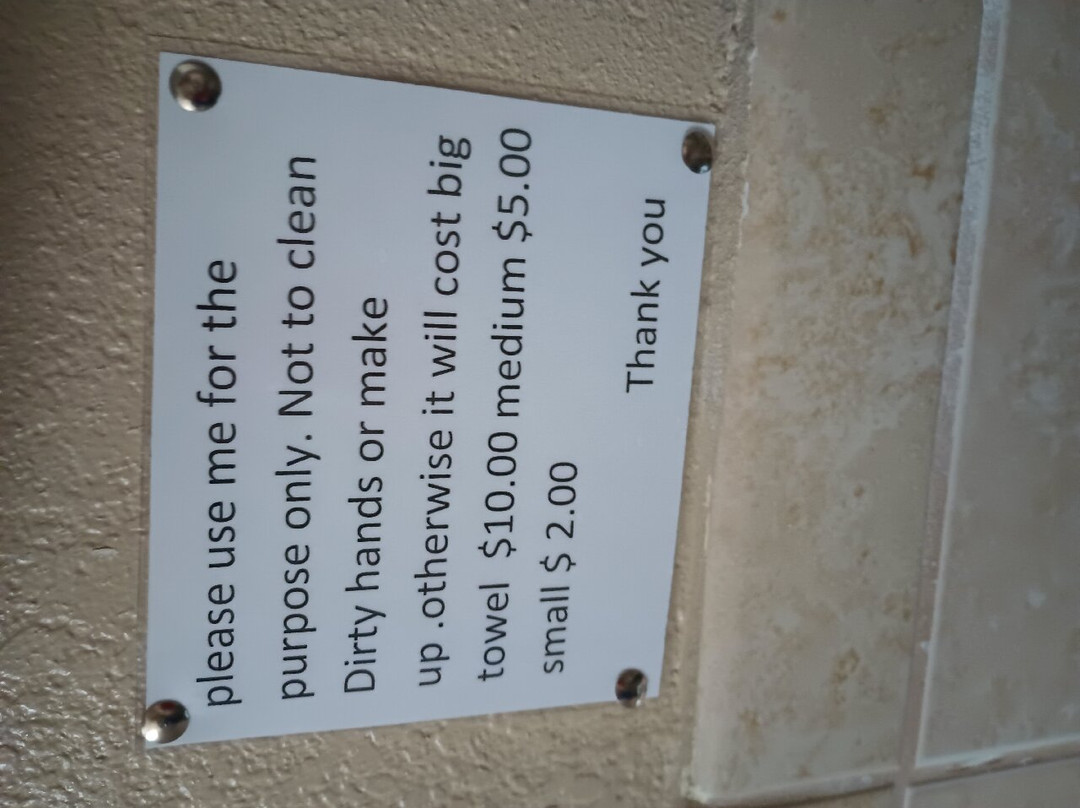 please use me for the
purpose only. Not to clean
Dirty hands or make
up .otherwise it will cost big
towel $10.00 medium $5.00
small $ 2.00
Thank you